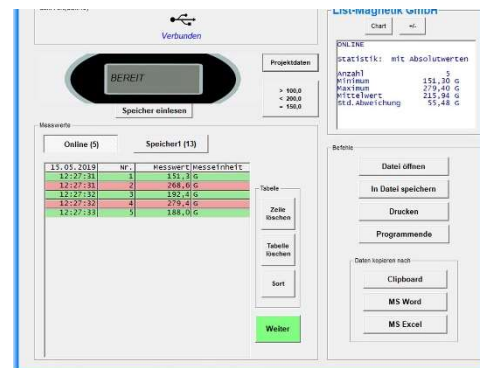 List-Magnetik GmbH
Verbunden
Chart
+/-
BEREIT
Projektdaten
> 100,0
< 200,0
= 150,0
Speicher einlesen
ONLINE
Statistik: mit Absolutwerten
Anzahl 5
Minimum 151,30 G
Maximum 279,40 G
Mittelwert 215,94 G
Std.Abweichung 55,48 G
Messwerte
Online (5)
Speicher1 (13)
15.05.2019 Nr. Messwert Messeinheit
12:27:31 1 151,3 G
12:27:31 2 268,6 G
12:27:32 3 192,4 G
12:27:32 4 279,4 G
12:27:33 5 188,0 G
Tabelle
Zeile
löschen
Tabelle
löschen
Sort
Weiter
Befehle
Datei öffnen
In Datei speichern
Drucken
Programmende
Daten kopieren nach
Clipboard
MS Word
MS Excel